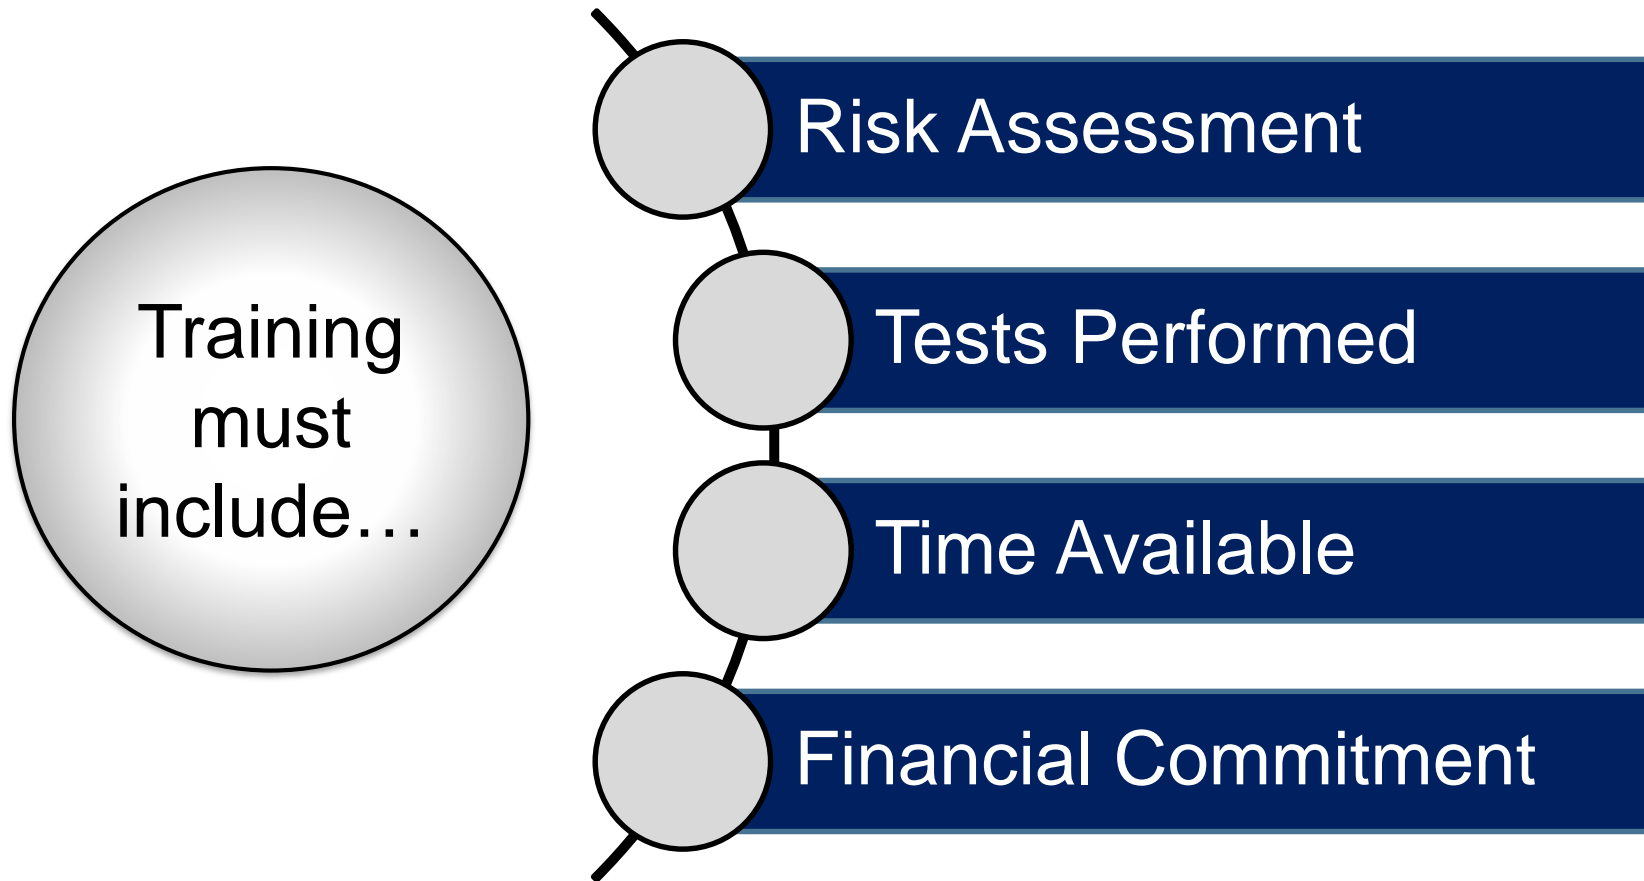 Training
must
include…
Risk Assessment
Tests Performed
Time Available
Financial Commitment